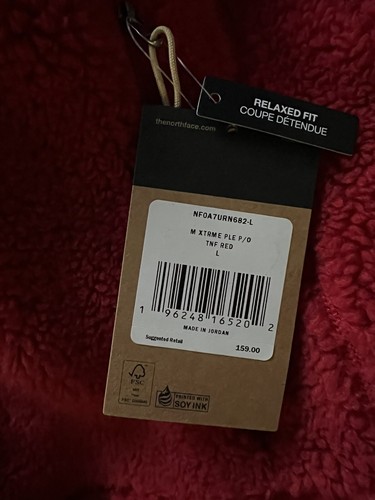 RELAXED FIT
COUPE DÉTENDUE
thenorthface.com
NF0A7URN682-L
M XTRME PLE P/O
TNF RED
L
1 96248 16520 2
MADE IN JORDAN
Suggested Retail
159.00
FSC
PRINTED WITH
SOY INK